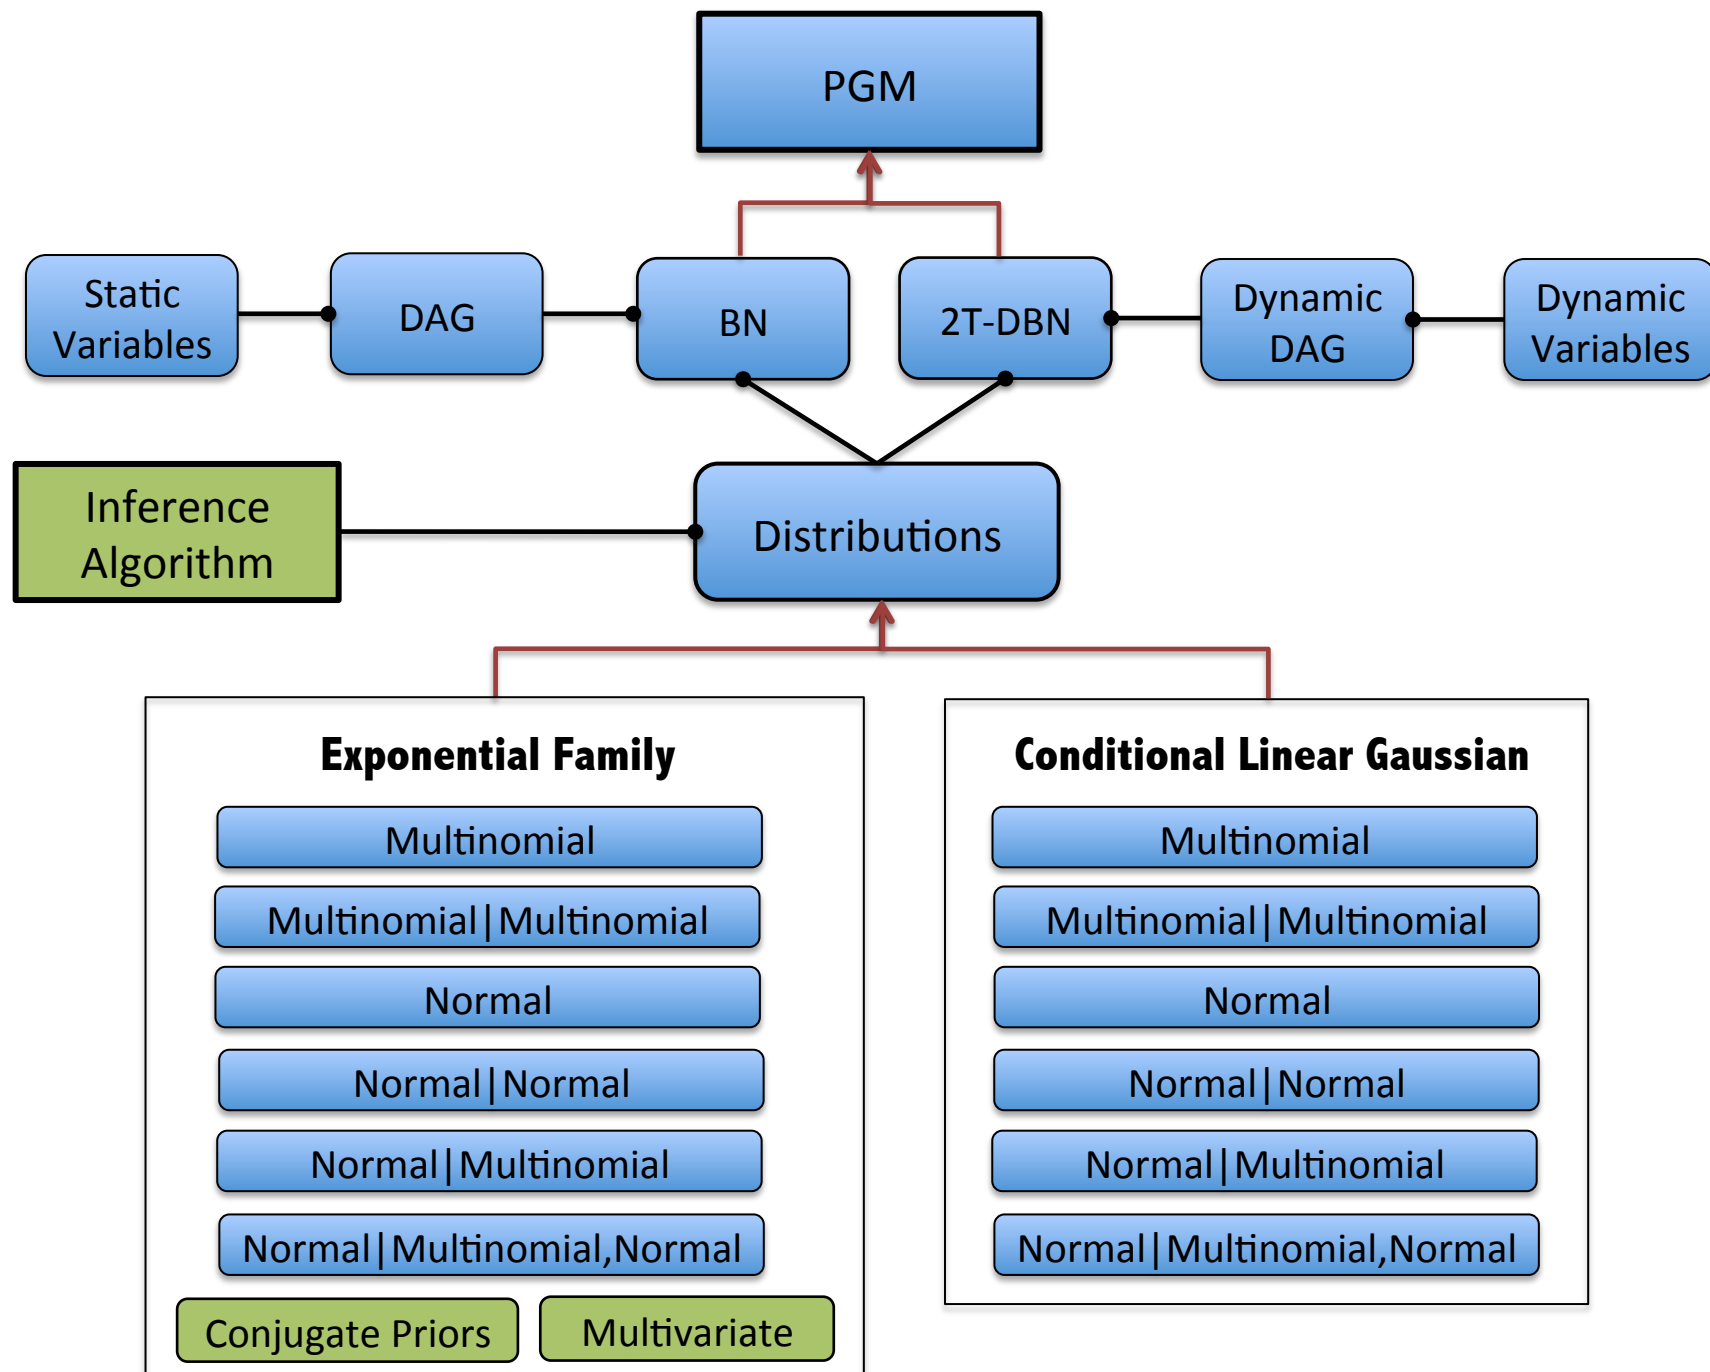 PGM
Static
Variables
DAG
BN
2T-DBN
Dynamic
DAG
Dynamic
Variables
Inference
Algorithm
Distributions
Exponential Family
Multinomial
Multinomial|Multinomial
Normal
Normal|Normal
Normal|Multinomial
Normal|Multinomial,Normal
Conjugate Priors
Multivariate
Conditional Linear Gaussian
Multinomial
Multinomial|Multinomial
Normal
Normal|Normal
Normal|Multinomial
Normal|Multinomial,Normal